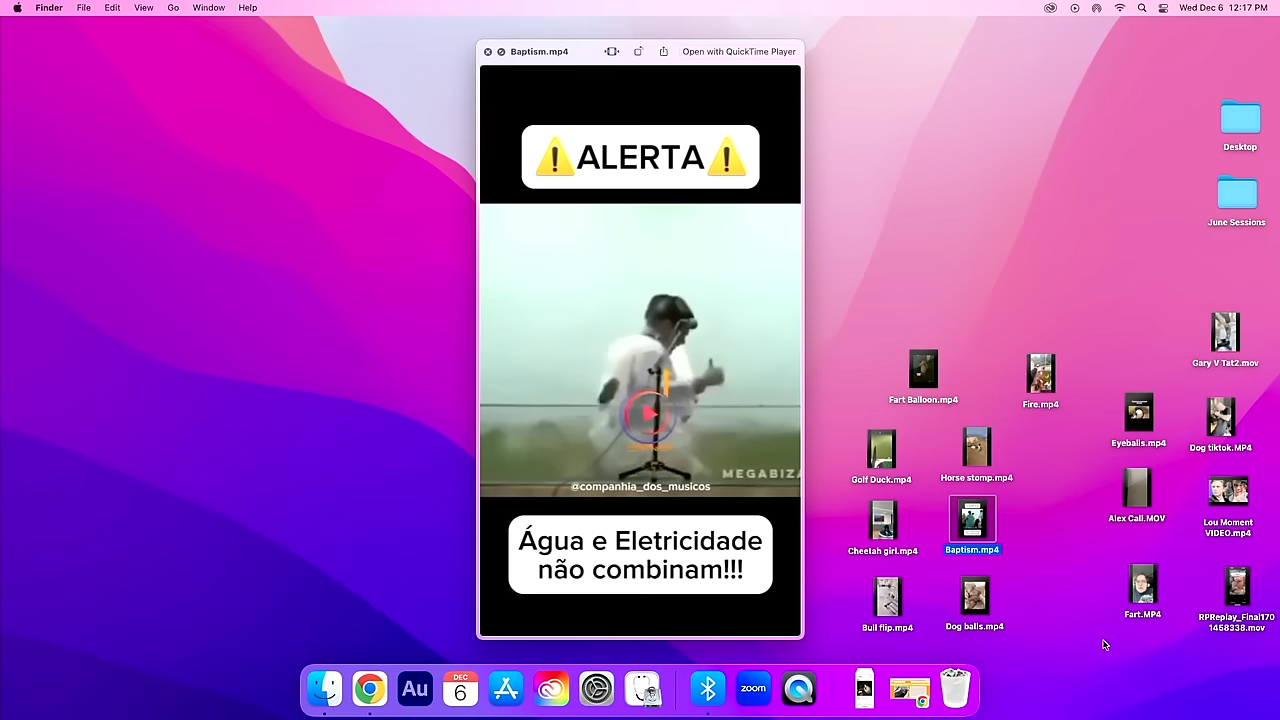 Finder File Edit View Go Window Help
Wed Dec 6 12:17 PM
Baptism.mp4
Open with QuickTime Player
⚠️ALERTA⚠️
MEGABIZA
@companhia_dos_musicos
Água e Eletricidade
não combinam!!!
Desktop
June Sessions
Gary V Tat2.mov
Fart Balloon.mp4
Fire.mp4
Eyeballs.mp4
Dog tiktok.MP4
Golf Duck.mp4
Horse stomp.mp4
Alex Call.MOV
Lou Moment
VIDEO.mp4
Cheetah girl.mp4
Baptism.mp4
Bull flip.mp4
Dog balls.mp4
Fart.MP4
RPReplay_Final170
1458338.mov
Au
DEC
6
zoom